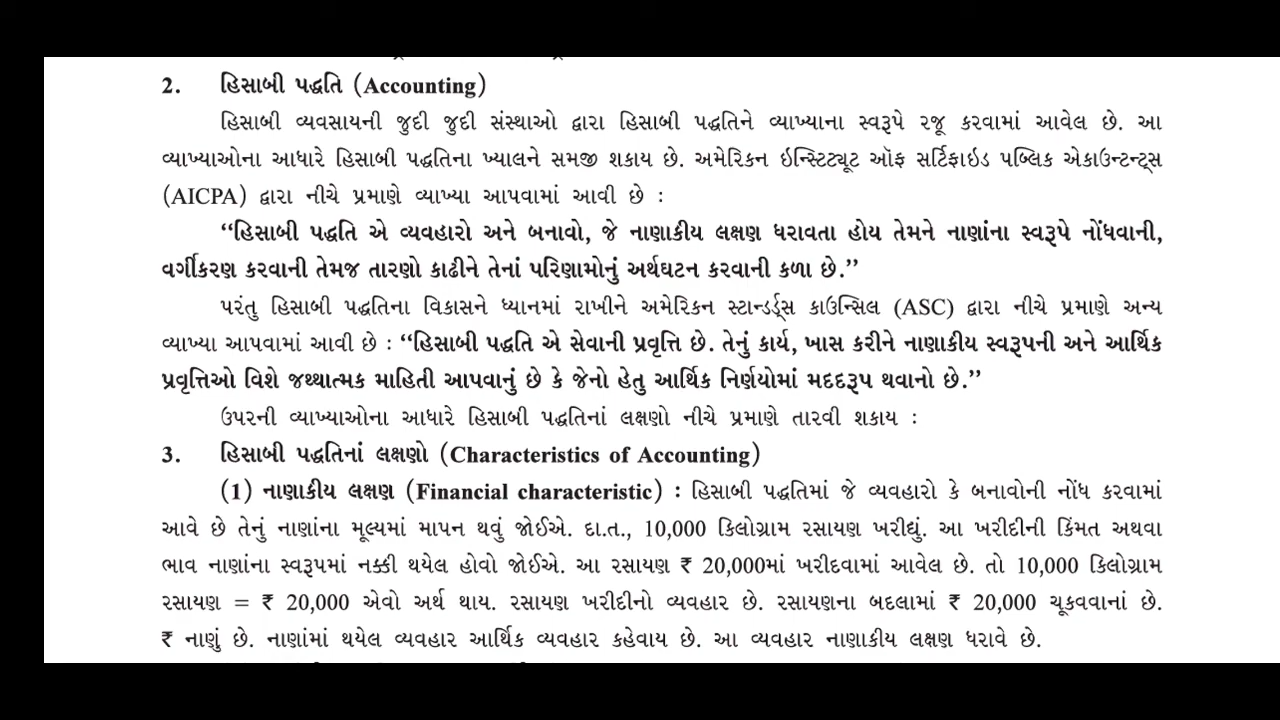 2. હિસાબી પદ્ધતિ (Accounting)
હિસાબી વ્યવસાયની જુદી જુદી સંસ્થાઓ દ્વારા હિસાબી પદ્ધતિને વ્યાખ્યાના સ્વરૂપે રજૂ કરવામાં આવેલ છે. આ
વ્યાખ્યાઓના આધારે હિસાબી પદ્ધતિના ખ્યાલને સમજી શકાય છે. અમેરિકન ઇન્સ્ટિટ્યૂટ ઑફ સર્ટિફાઇડ પબ્લિક એકાઉન્ટન્ટ્સ
(AICPA) દ્વારા નીચે પ્રમાણે વ્યાખ્યા આપવામાં આવી છે :
“હિસાબી પદ્ધતિ એ વ્યવહારો અને બનાવો, જે નાણાકીય લક્ષણ ધરાવતા હોય તેમને નાણાંના સ્વરૂપે નોંધવાની,
વર્ગીકરણ કરવાની તેમજ તારણો કાઢીને તેનાં પરિણામોનું અર્થઘટન કરવાની કળા છે.”
પરંતુ હિસાબી પદ્ધતિના વિકાસને ધ્યાનમાં રાખીને અમેરિકન સ્ટાન્ડર્ડ્સ કાઉન્સિલ (ASC) દ્વારા નીચે પ્રમાણે અન્ય
વ્યાખ્યા આપવામાં આવી છે : “હિસાબી પદ્ધતિ એ સેવાની પ્રવૃત્તિ છે. તેનું કાર્ય, ખાસ કરીને નાણાકીય સ્વરૂપની અને આર્થિક
પ્રવૃત્તિઓ વિશે જથ્થાત્મક માહિતી આપવાનું છે કે જેનો હેતુ આર્થિક નિર્ણયોમાં મદદરૂપ થવાનો છે.”
ઉપરની વ્યાખ્યાઓના આધારે હિસાબી પદ્ધતિનાં લક્ષણો નીચે પ્રમાણે તારવી શકાય :
3. હિસાબી પદ્ધતિનાં લક્ષણો (Characteristics of Accounting)
(1) નાણાકીય લક્ષણ (Financial characteristic) : હિસાબી પદ્ધતિમાં જે વ્યવહારો કે બનાવોની નોંધ કરવામાં
આવે છે તેનું નાણાંના મૂલ્યમાં માપન થવું જોઈએ. દા.ત., 10,000 કિલોગ્રામ રસાયણ ખરીદ્યું. આ ખરીદીની કિંમત અથવા
ભાવ નાણાંના સ્વરૂપમાં નક્કી થયેલ હોવો જોઈએ. આ રસાયણ ₹ 20,000માં ખરીદવામાં આવેલ છે. તો 10,000 કિલોગ્રામ
રસાયણ = ₹ 20,000 એવો અર્થ થાય. રસાયણ ખરીદીનો વ્યવહાર છે. રસાયણના બદલામાં ₹ 20,000 ચૂકવવાનાં છે.
₹ નાણું છે. નાણાંમાં થયેલ વ્યવહાર આર્થિક વ્યવહાર કહેવાય છે. આ વ્યવહાર નાણાકીય લક્ષણ ધરાવે છે.